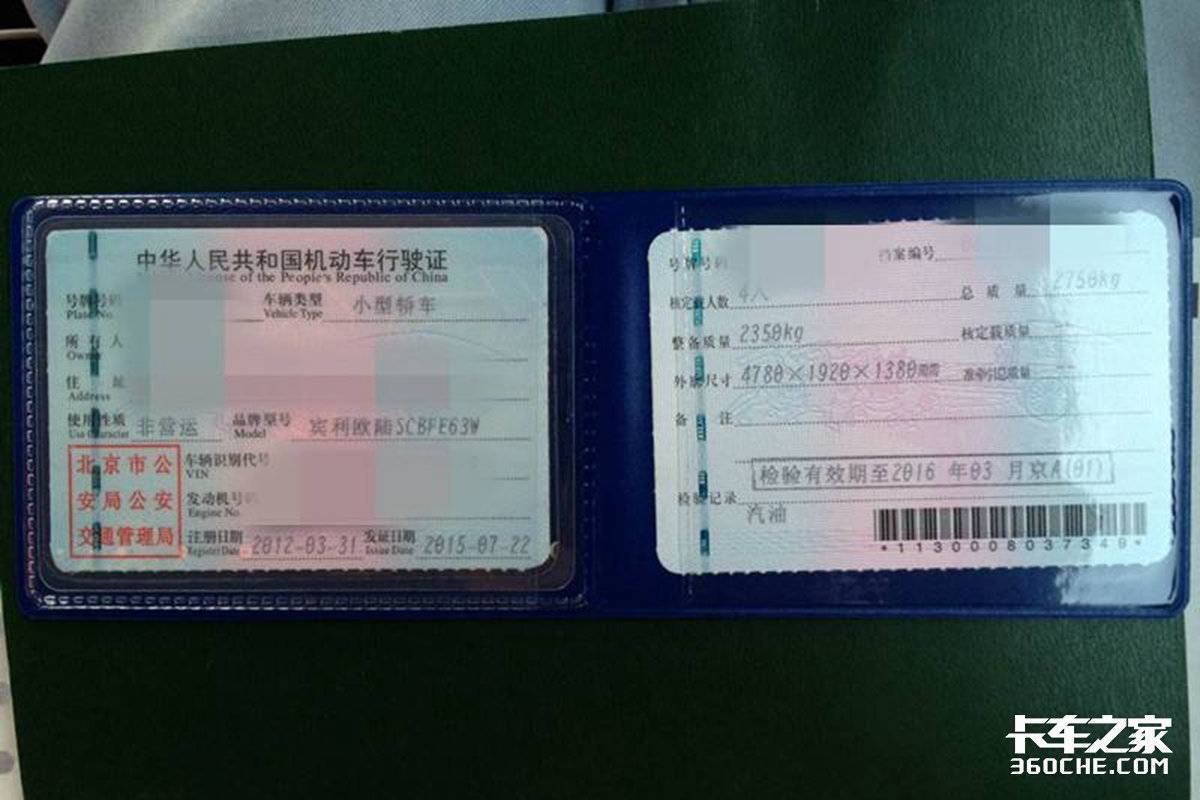 中华人民共和国机动车行驶证
of the People's Republic of China
号牌号码 车辆类型 小型轿车
Plate No. Vehicle Type
所有人
Owner
住址
Address
使用性质 非营运 品牌型号 宾利欧陆SCBFE63W
Use Character Model
北京市公
安局公安
交通管理局
车辆识别代号
VIN
发动机号码
Engine No.
注册日期 2012-03-31 发证日期 2015-07-22
Register Date Issue Date
号牌号码 档案编号
核定载人数 4人 总质量 2750kg
整备质量 2350kg 核定载质量 --
外廓尺寸 4780×1920×1380 准牵引总质量 --
备注
检验有效期至2016 年03 月京A(01)
检验记录
汽油
*1130008037349*
卡车之家
360CHE.COM